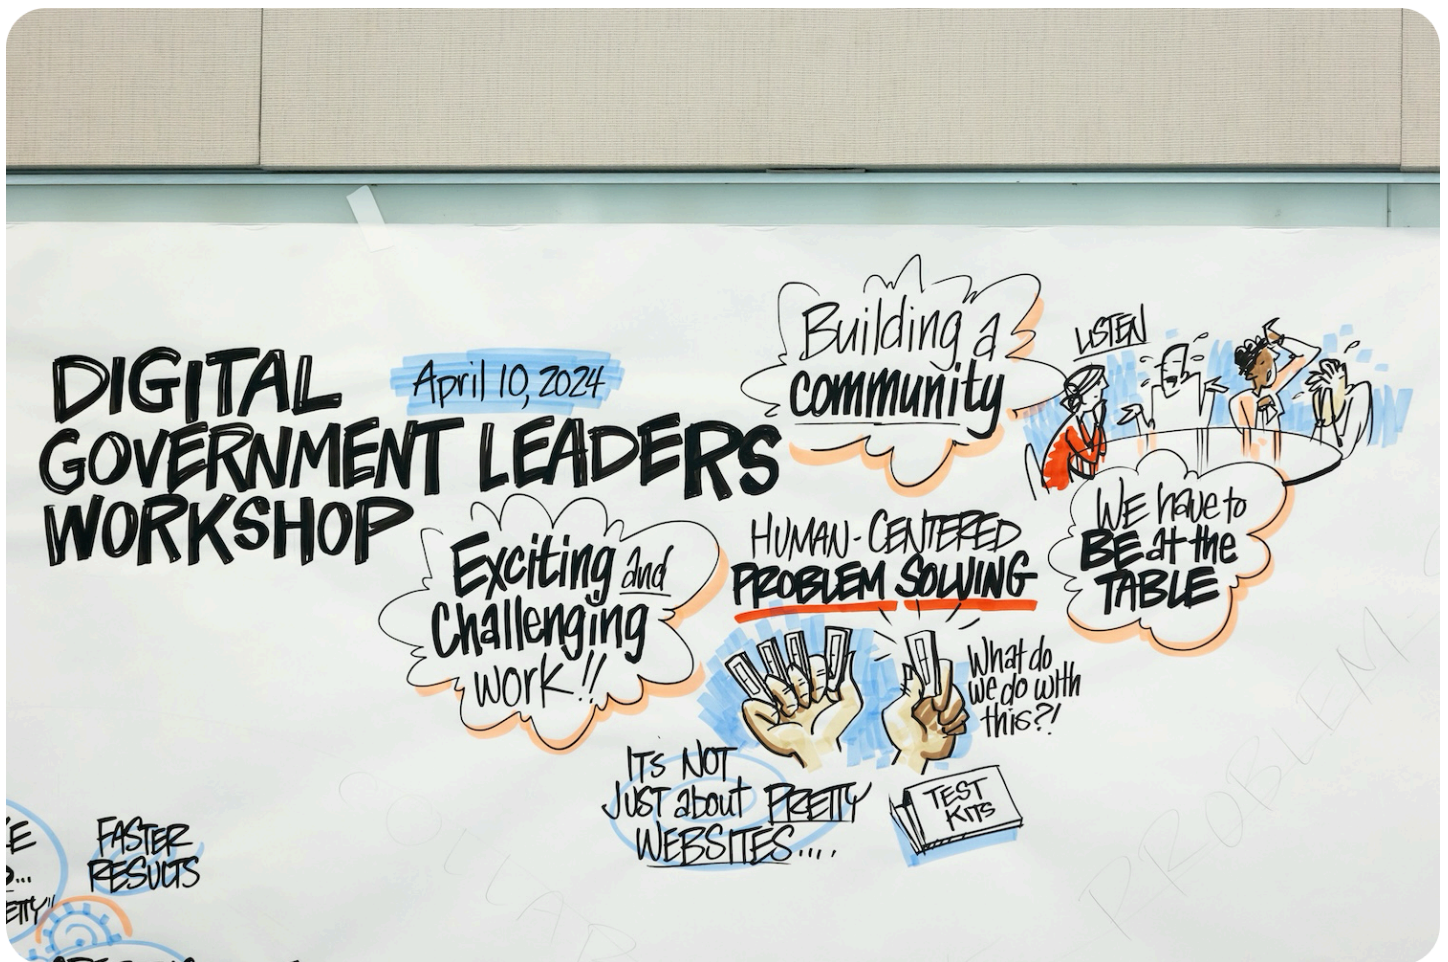 DIGITAL
April 10, 2024
GOVERNMENT LEADERS
WORKSHOP
Building a
community
LISTEN
WE have to
BE at the
TABLE
Exciting and
challenging
work!!
HUMAN-CENTERED
PROBLEM SOLVING
What do
we do with
this?!
IT'S NOT
JUST about PRETTY
WEBSITES....
TEST
KITS
FASTER
RESULTS
PROBLEM